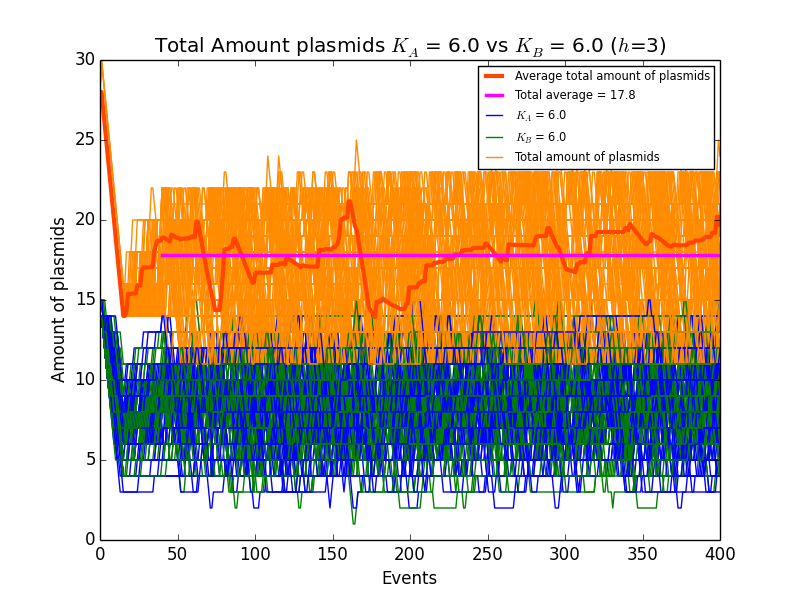 Total Amount plasmids K_A = 6.0 vs K_B = 6.0 (h=3)
30
25
20
15
10
5
0
Amount of plasmids
Average total amount of plasmids
Total average = 17.8
K_A = 6.0
K_B = 6.0
Total amount of plasmids
0 50 100 150 200 250 300 350 400
Events